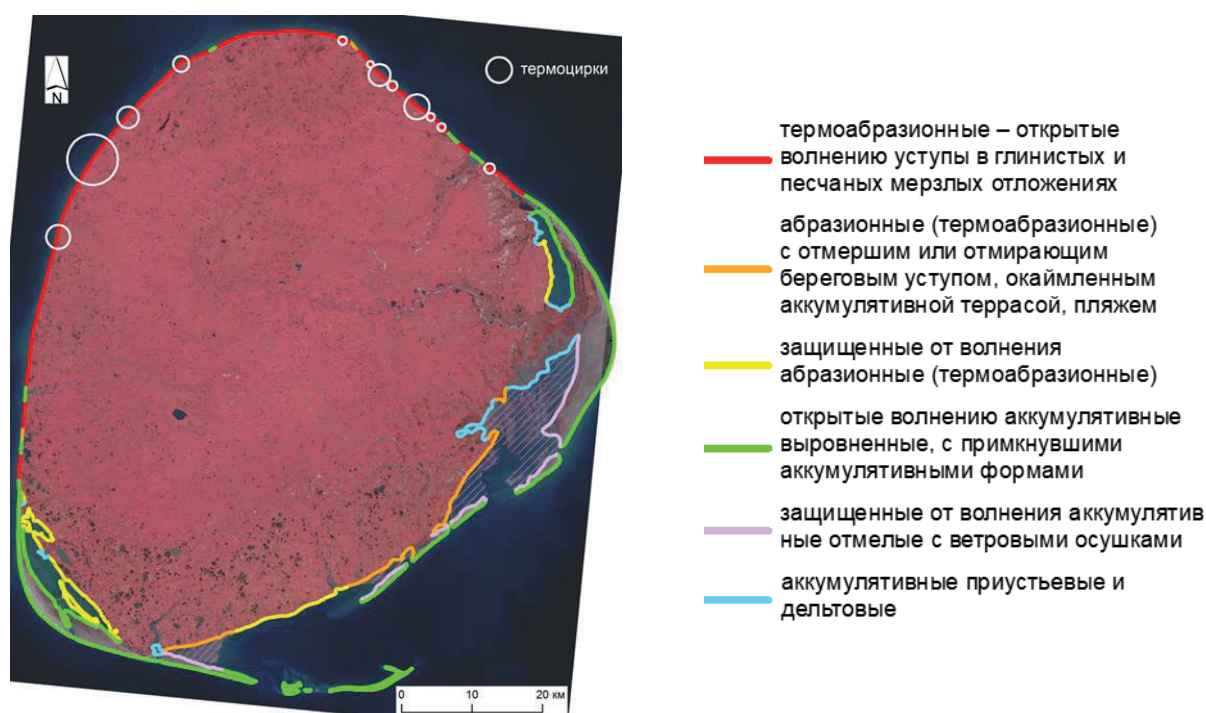 термоцирки
N
0 10 20 км
термоабразионные – открытые
волнению уступы в глинистых и
песчаных мерзлых отложениях
абразионные (термоабразионные)
с отмершим или отмирающим
береговым уступом, окаймленным
аккумулятивной террасой, пляжем
защищенные от волнения
абразионные (термоабразионные)
открытые волнению аккумулятивные
выровненные, с примкнувшими
аккумулятивными формами
защищенные от волнения аккумулятив
ные отмелые с ветровыми осушками
аккумулятивные приустьевые и
дельтовые